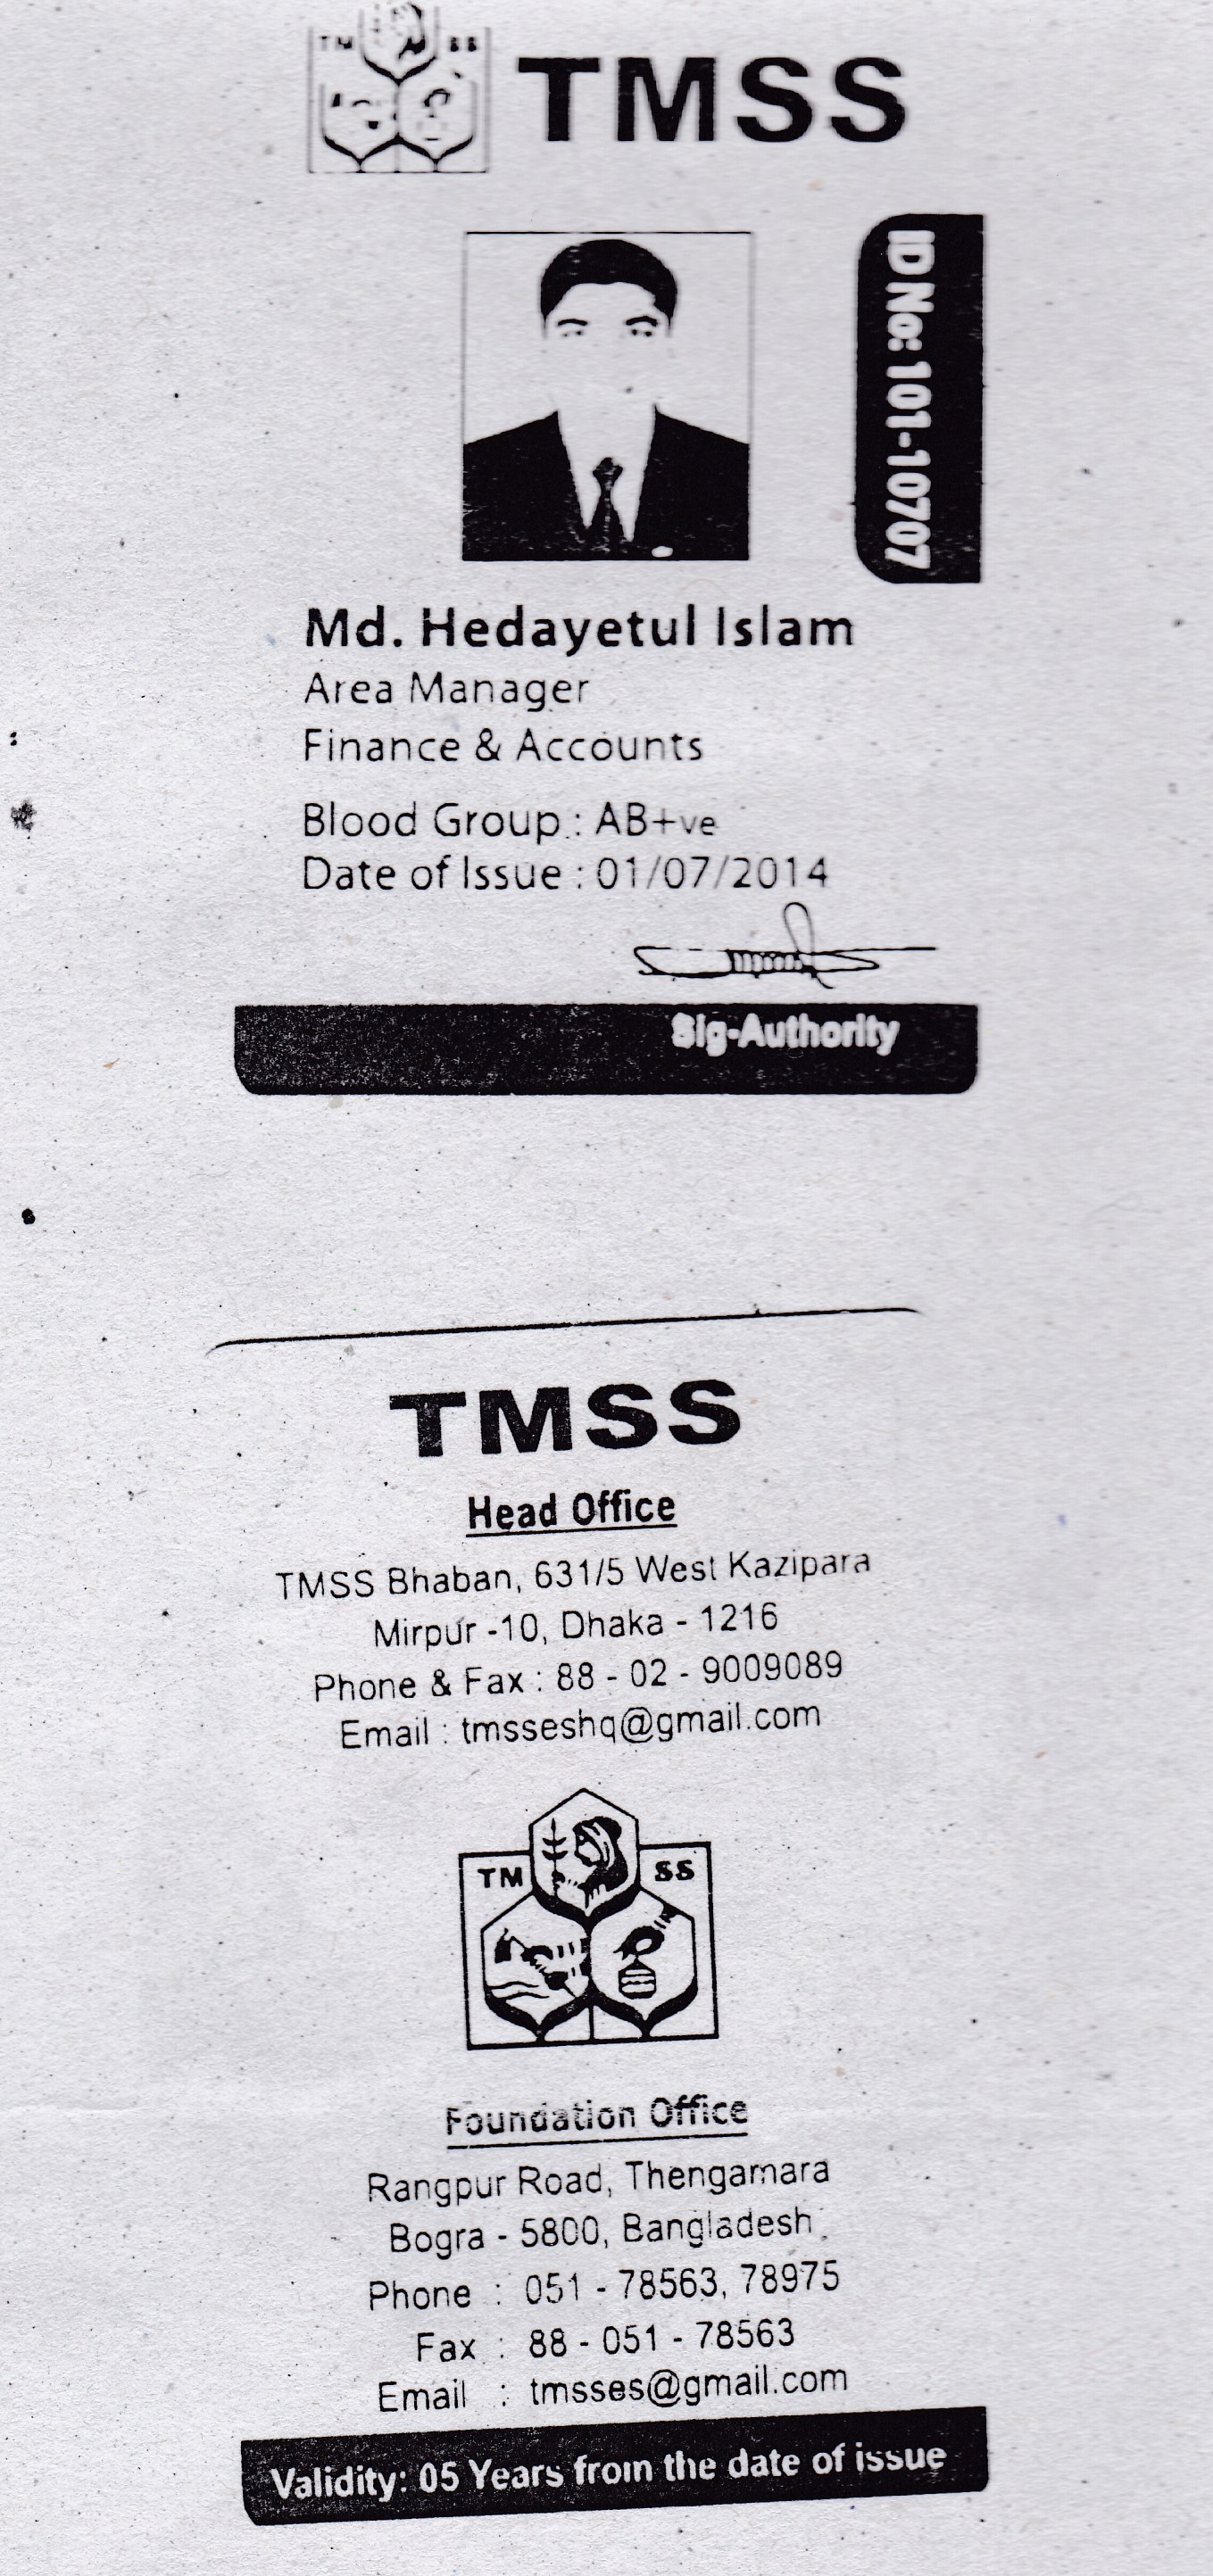 TM SS
TMSS
ID No: 101-10707
Md. Hedayetul Islam
Area Manager
Finance & Accounts
Blood Group : AB+ve
Date of Issue : 01/07/2014
Sig-Authority
TMSS
Head Office
TMSS Bhaban, 631/5 West Kazipara
Mirpur -10, Dhaka - 1216
Phone & Fax : 88 - 02 - 9009089
Email : tmsseshq@gmail.com
TM SS
Foundation Office
Rangpur Road, Thengamara
Bogra - 5800, Bangladesh.
Phone : 051 - 78563, 78975
Fax : 88 - 051 - 78563
Email : tmsses@gmail.com
Validity: 05 Years from the date of issue